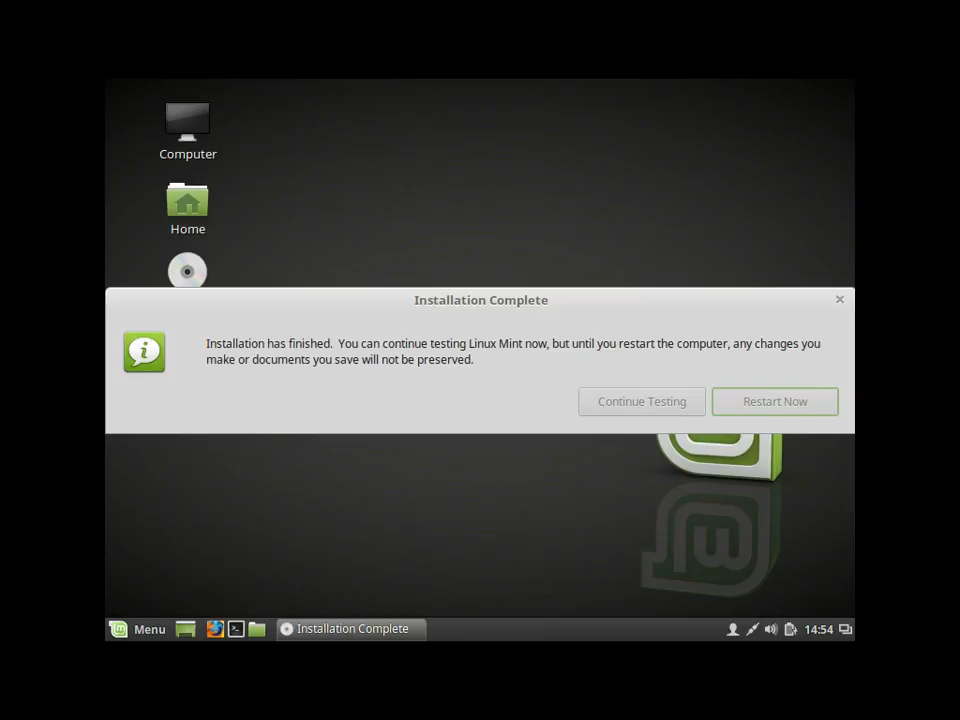 Computer
Home
Installation Complete
Installation has finished.  You can continue testing Linux Mint now, but until you restart the computer, any changes you
make or documents you save will not be preserved.
Continue Testing
Restart Now
Menu
Installation Complete
14:54